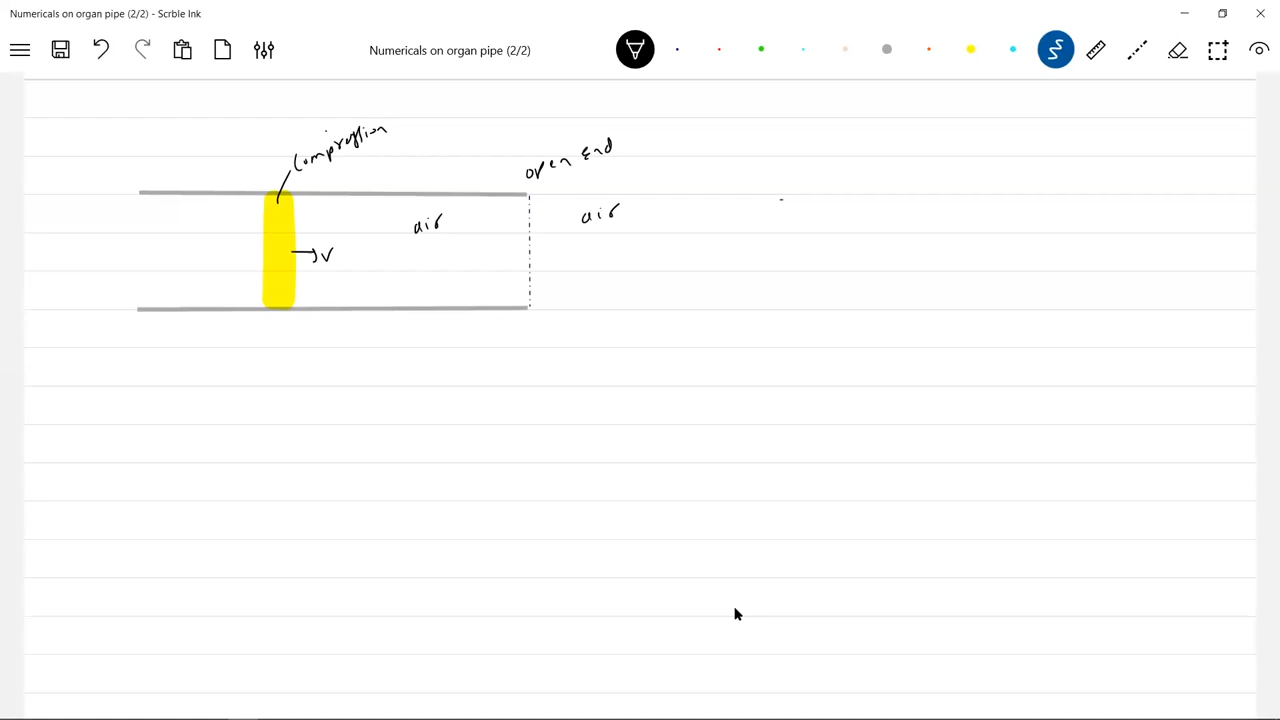 Numericals on organ pipe (2/2) - Scrble Ink
Numericals on organ pipe (2/2)
compression
open end
air
air
v